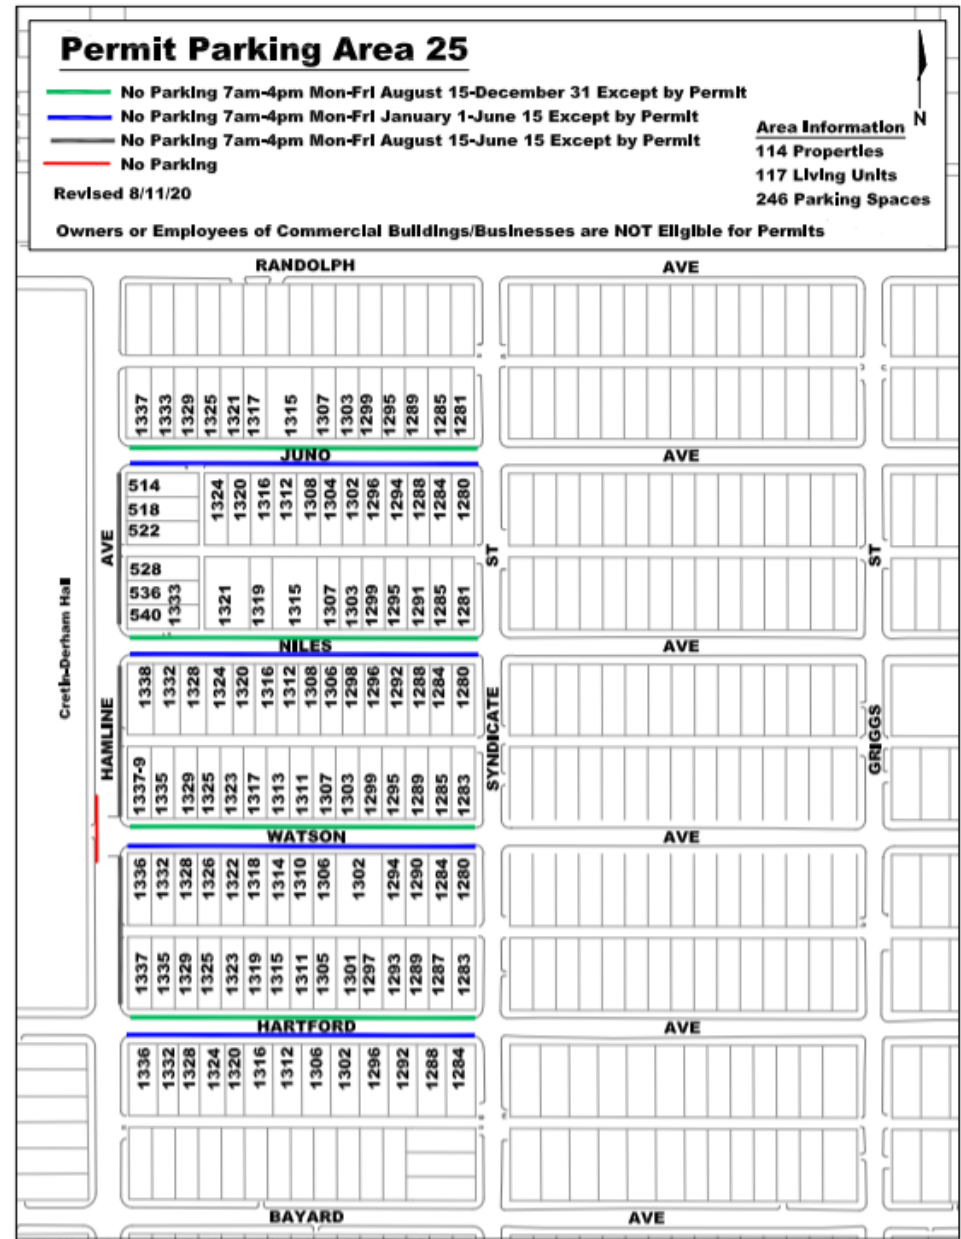 Permit Parking Area 25
No Parking 7am-4pm Mon-Fri August 15-December 31 Except by Permit
No Parking 7am-4pm Mon-Fri January 1-June 15 Except by Permit
No Parking 7am-4pm Mon-Fri August 15-June 15 Except by Permit
No Parking
N
Area Information
114 Properties
117 Living Units
246 Parking Spaces
Revised 8/11/20
Owners or Employees of Commercial Buildings/Businesses are NOT Eligible for Permits
RANDOLPH AVE
1337 1333 1329 1325 1321 1317 1315 1307 1303 1299 1295 1289 1285 1281
JUNO AVE
514
518
522
1324 1320 1316 1312 1308 1304 1302 1296 1294 1288 1284 1280
528
536
540
1333 1321 1319 1315 1307 1303 1299 1295 1291 1285 1281
NILES AVE
1338 1332 1328 1324 1320 1316 1312 1308 1306 1298 1296 1292 1288 1284 1280
1337-9 1335 1329 1325 1323 1317 1313 1311 1307 1303 1299 1295 1289 1285 1283
WATSON AVE
1336 1332 1328 1326 1322 1318 1314 1310 1306 1302 1294 1290 1284 1280
1337 1335 1329 1325 1323 1319 1315 1311 1305 1301 1297 1293 1289 1287 1283
HARTFORD AVE
1336 1332 1328 1324 1320 1316 1312 1306 1302 1296 1292 1288 1284
BAYARD AVE
Cretin-Derham Hall
HAMLINE AVE
SYNDICATE ST
GRIGGS ST